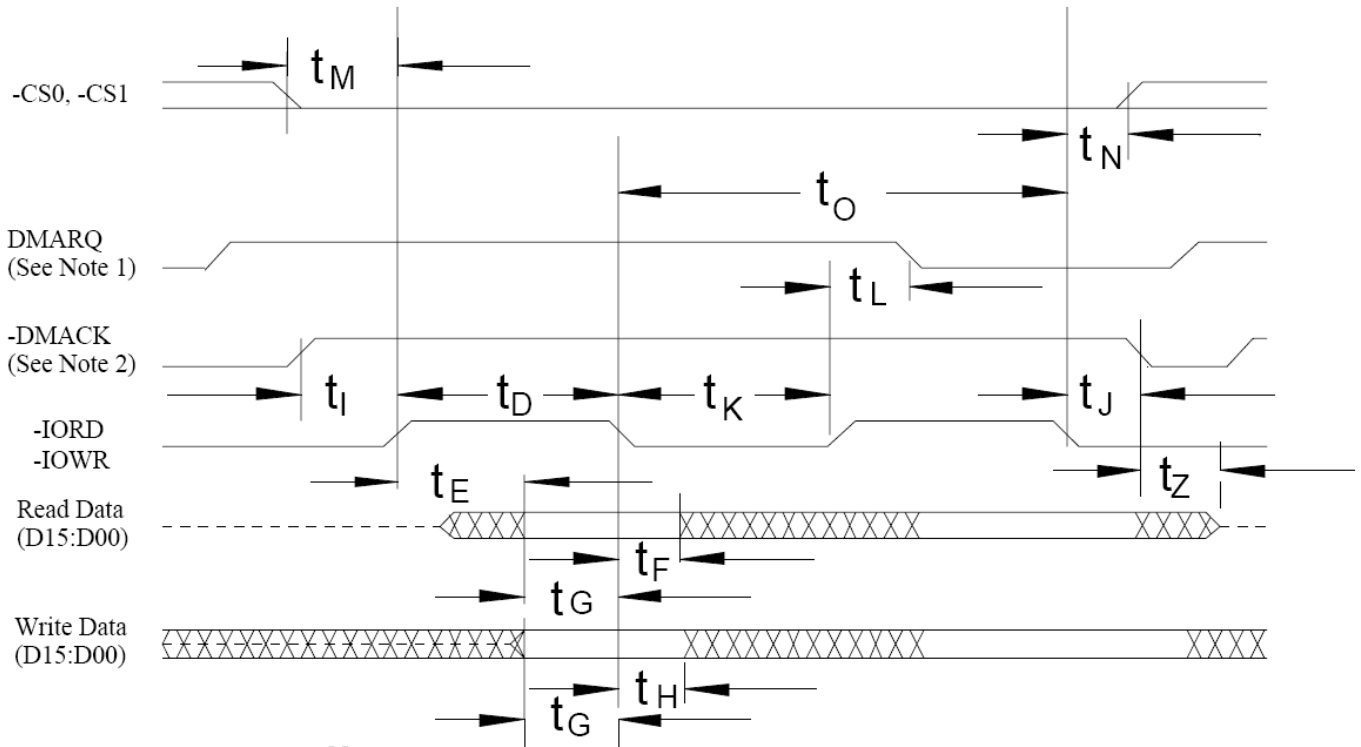 tM
-CS0, -CS1
tN
tO
DMARQ
(See Note 1)
tL
-DMACK
(See Note 2)
tI
tD
tK
tJ
-IORD
-IOWR
tE
tZ
Read Data
(D15:D00)
tF
tG
Write Data
(D15:D00)
tH
tG